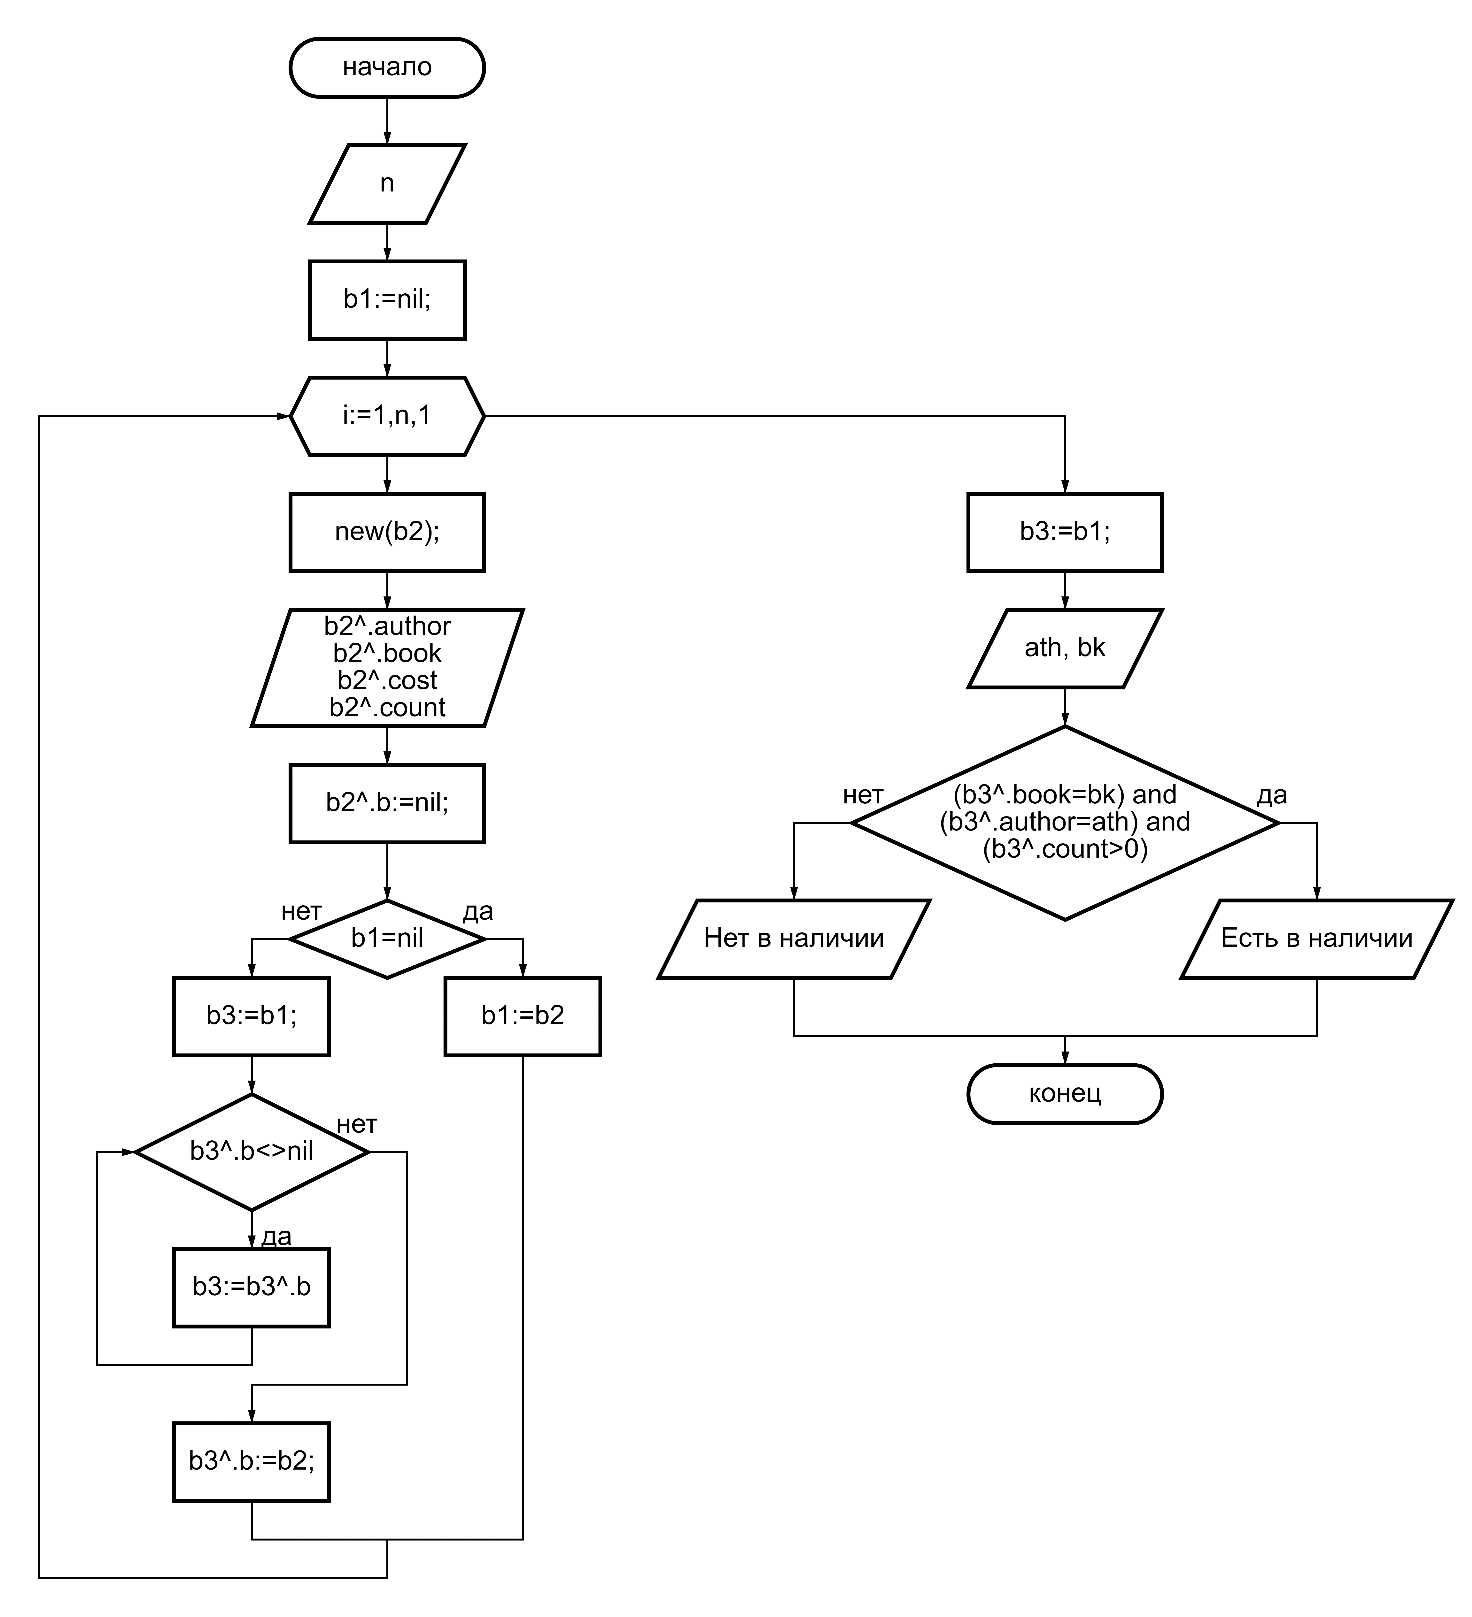 начало
n
b1:=nil;
i:=1,n,1
new(b2);
b2^.author
b2^.book
b2^.cost
b2^.count
b2^.b:=nil;
нет
да
b1=nil
b3:=b1;
b1:=b2
нет
b3^.b<>nil
да
b3:=b3^.b
b3^.b:=b2;
b3:=b1;
ath, bk
нет
да
(b3^.book=bk) and
(b3^.author=ath) and
(b3^.count>0)
Нет в наличии
Есть в наличии
конец